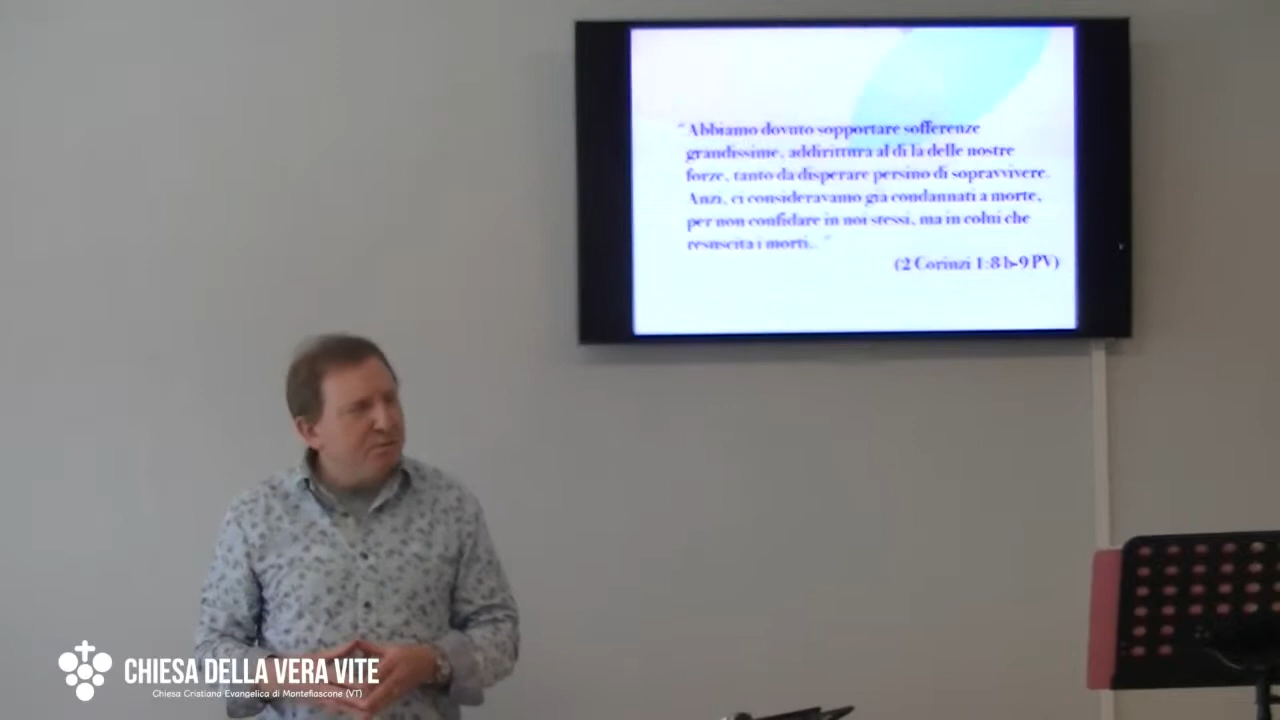 “Abbiamo dovuto sopportare sofferenze
grandissime, addirittura al di la delle nostre
forze, tanto da disperare persino di sopravvivere.
Anzi, ci consideravamo già condannati a morte,
per non confidare in noi stessi, ma in colui che
resuscita i morti.. ”
(2 Corinzi 1:8 b-9 PV)
CHIESA DELLA VERA VITE
Chiesa Cristiana Evangelica di Montefiascone (VT)